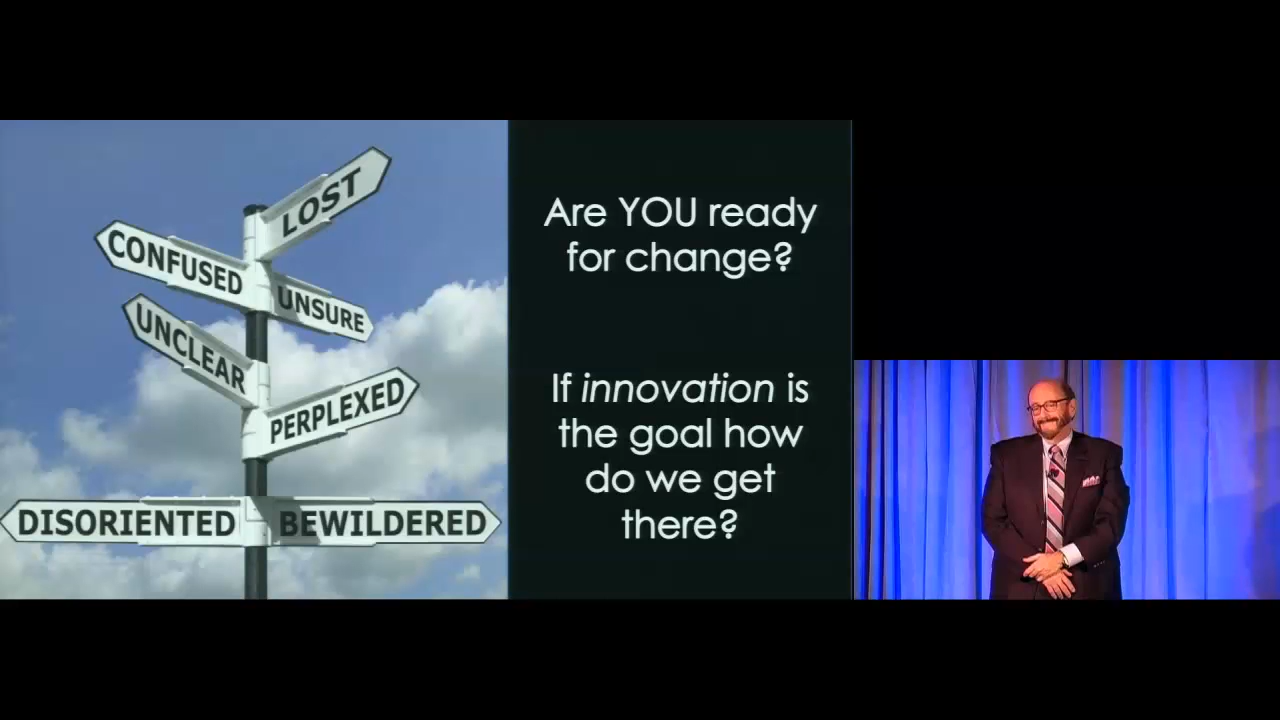 LOST
CONFUSED
UNSURE
UNCLEAR
PERPLEXED
DISORIENTED
BEWILDERED
Are YOU ready
for change?
If innovation is
the goal how
do we get
there?